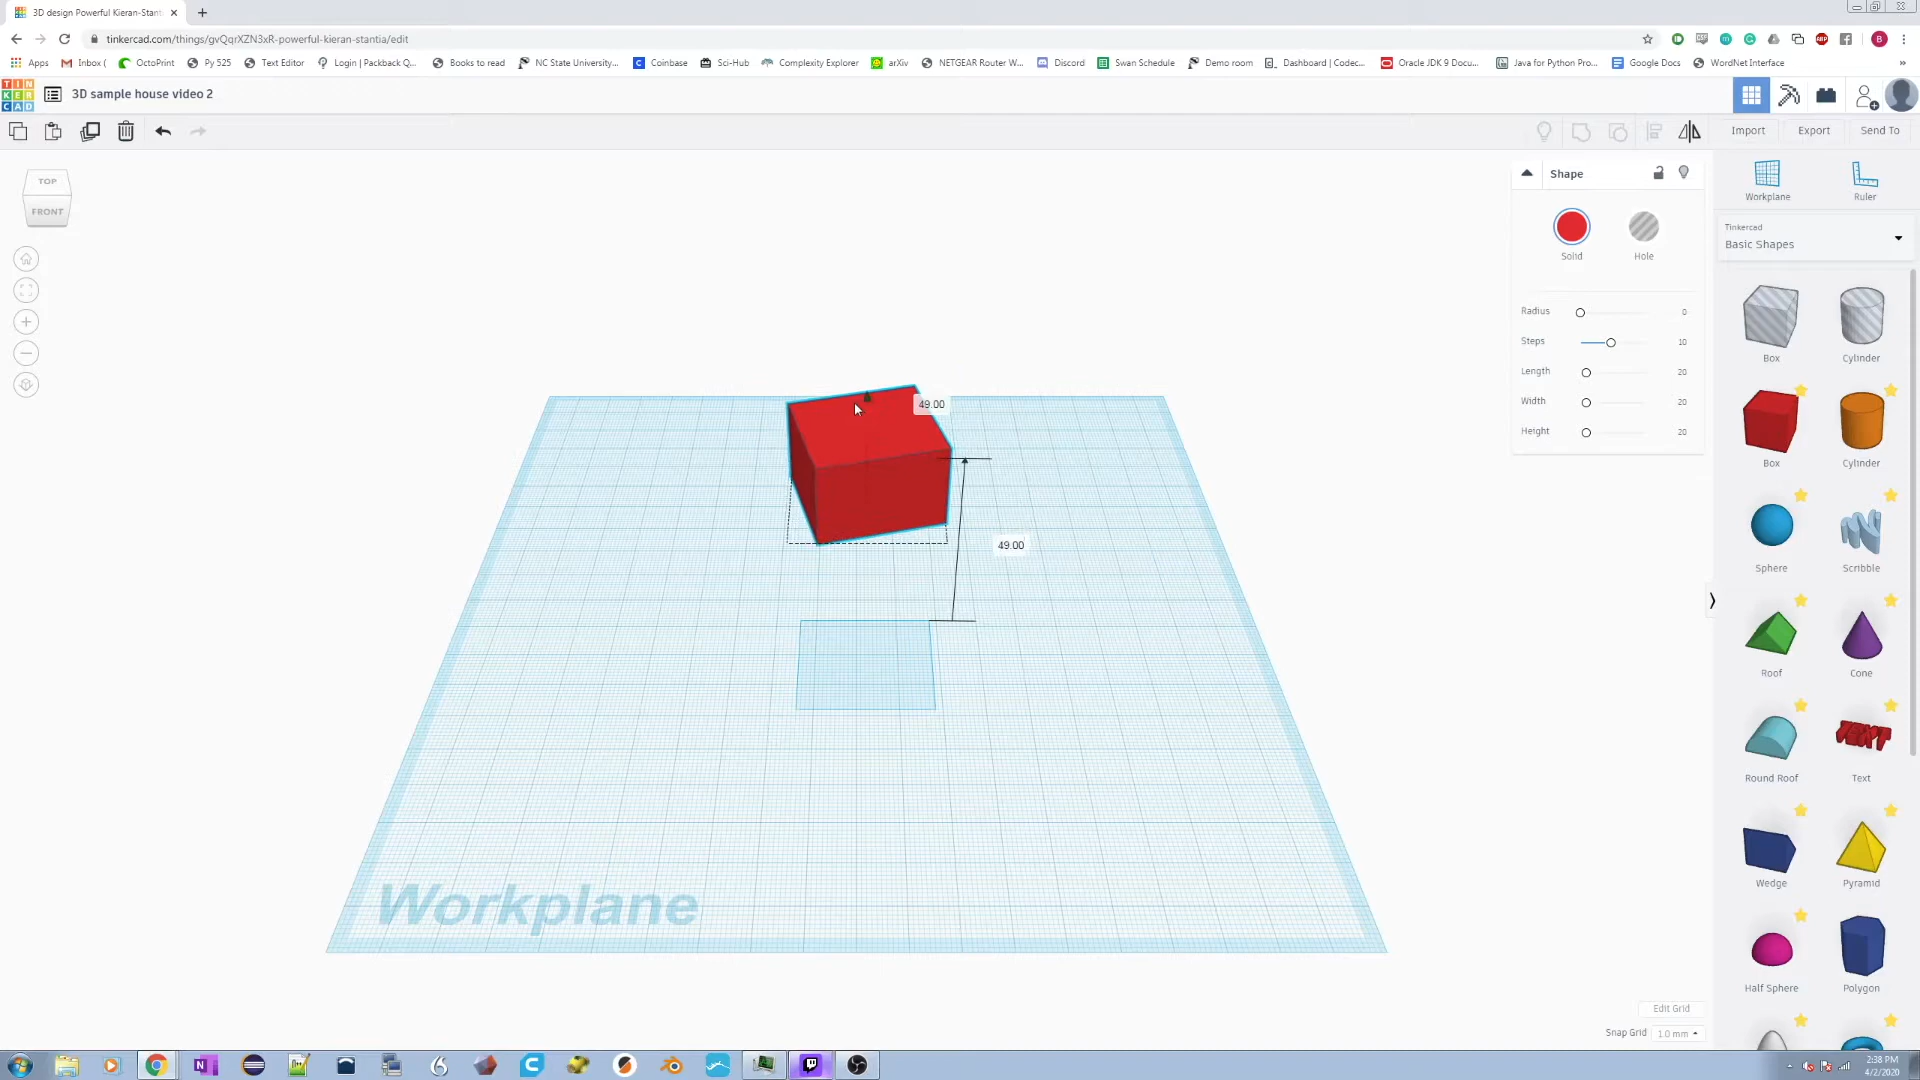 3D design Powerful Kieran-Stant
tinkercad.com/things/gvQqrXZN3xR-powerful-kieran-stantia/edit
Apps Inbox ( OctoPrint Py 525 Text Editor Login | Packback Q... Books to read NC State University,... Coinbase Sci-Hub Complexity Explorer arXiv NETGEAR Router W... Discord Swan Schedule Demo room Dashboard | Codec... Oracle JDK 9 Docu... Java for Python Pro... Google Docs WordNet Interface
TIN
KER
CAD
3D sample house video 2
Import Export Send To
TOP
FRONT
Shape
Solid Hole
Radius 0
Steps 10
Length 20
Width 20
Height 20
Workplane Ruler
Tinkercad
Basic Shapes
Box Cylinder
Box Cylinder
Sphere Scribble
Roof Cone
TEXT
Round Roof Text
Wedge Pyramid
Half Sphere Polygon
49.00
49.00
Workplane
Edit Grid
Snap Grid 1.0 mm
2:38 PM
4/2/2020